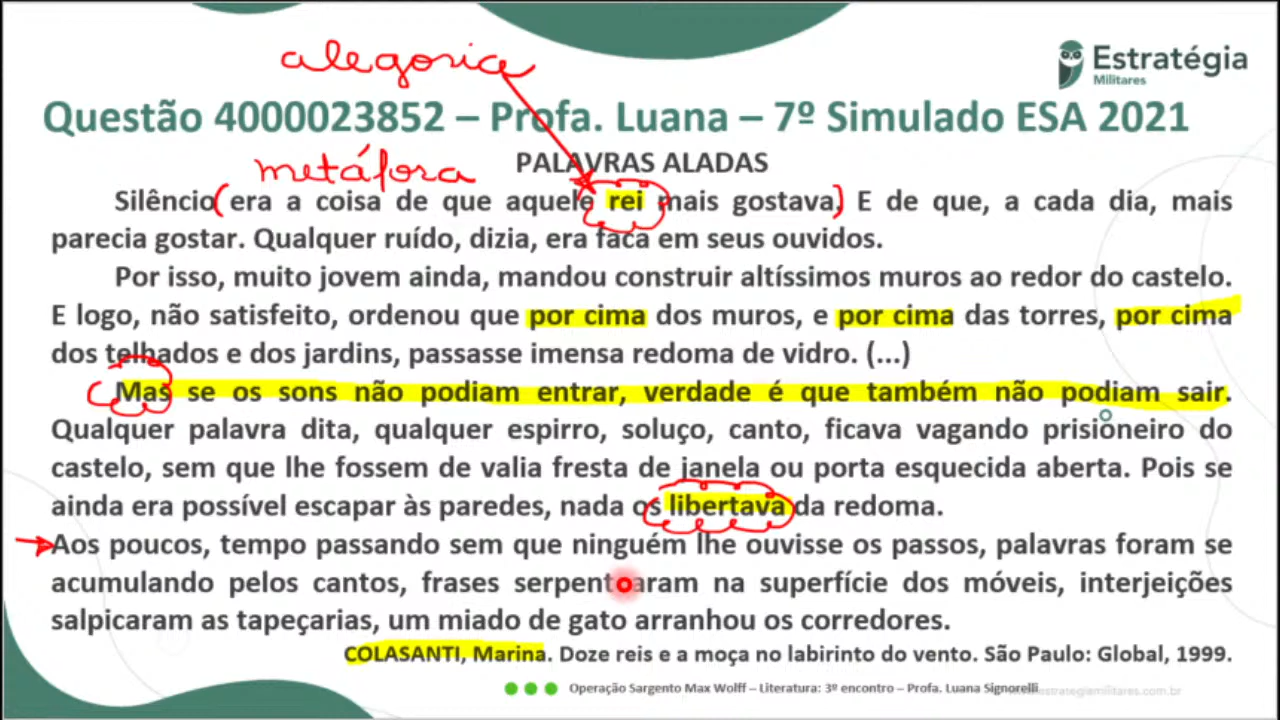 alegoria
Estratégia
Militares
Questão 4000023852 – Profa. Luana – 7º Simulado ESA 2021
metáfora
PALAVRAS ALADAS
Silêncio(era a coisa de que aquele rei mais gostava.) E de que, a cada dia, mais
parecia gostar. Qualquer ruído, dizia, era faca em seus ouvidos.
Por isso, muito jovem ainda, mandou construir altíssimos muros ao redor do castelo.
E logo, não satisfeito, ordenou que por cima dos muros, e por cima das torres, por cima
dos telhados e dos jardins, passasse imensa redoma de vidro. (...)
Mas se os sons não podiam entrar, verdade é que também não podiam sair.
Qualquer palavra dita, qualquer espirro, soluço, canto, ficava vagando prisioneiro do
castelo, sem que lhe fossem de valia fresta de janela ou porta esquecida aberta. Pois se
ainda era possível escapar às paredes, nada os libertava da redoma.
Aos poucos, tempo passando sem que ninguém lhe ouvisse os passos, palavras foram se
acumulando pelos cantos, frases serpentearam na superfície dos móveis, interjeições
salpicaram as tapeçarias, um miado de gato arranhou os corredores.
COLASANTI, Marina. Doze reis e a moça no labirinto do vento. São Paulo: Global, 1999.
Operação Sargento Max Wolff – Literatura: 3º encontro – Profa. Luana Signorelli
estrategiamilitares.com.br